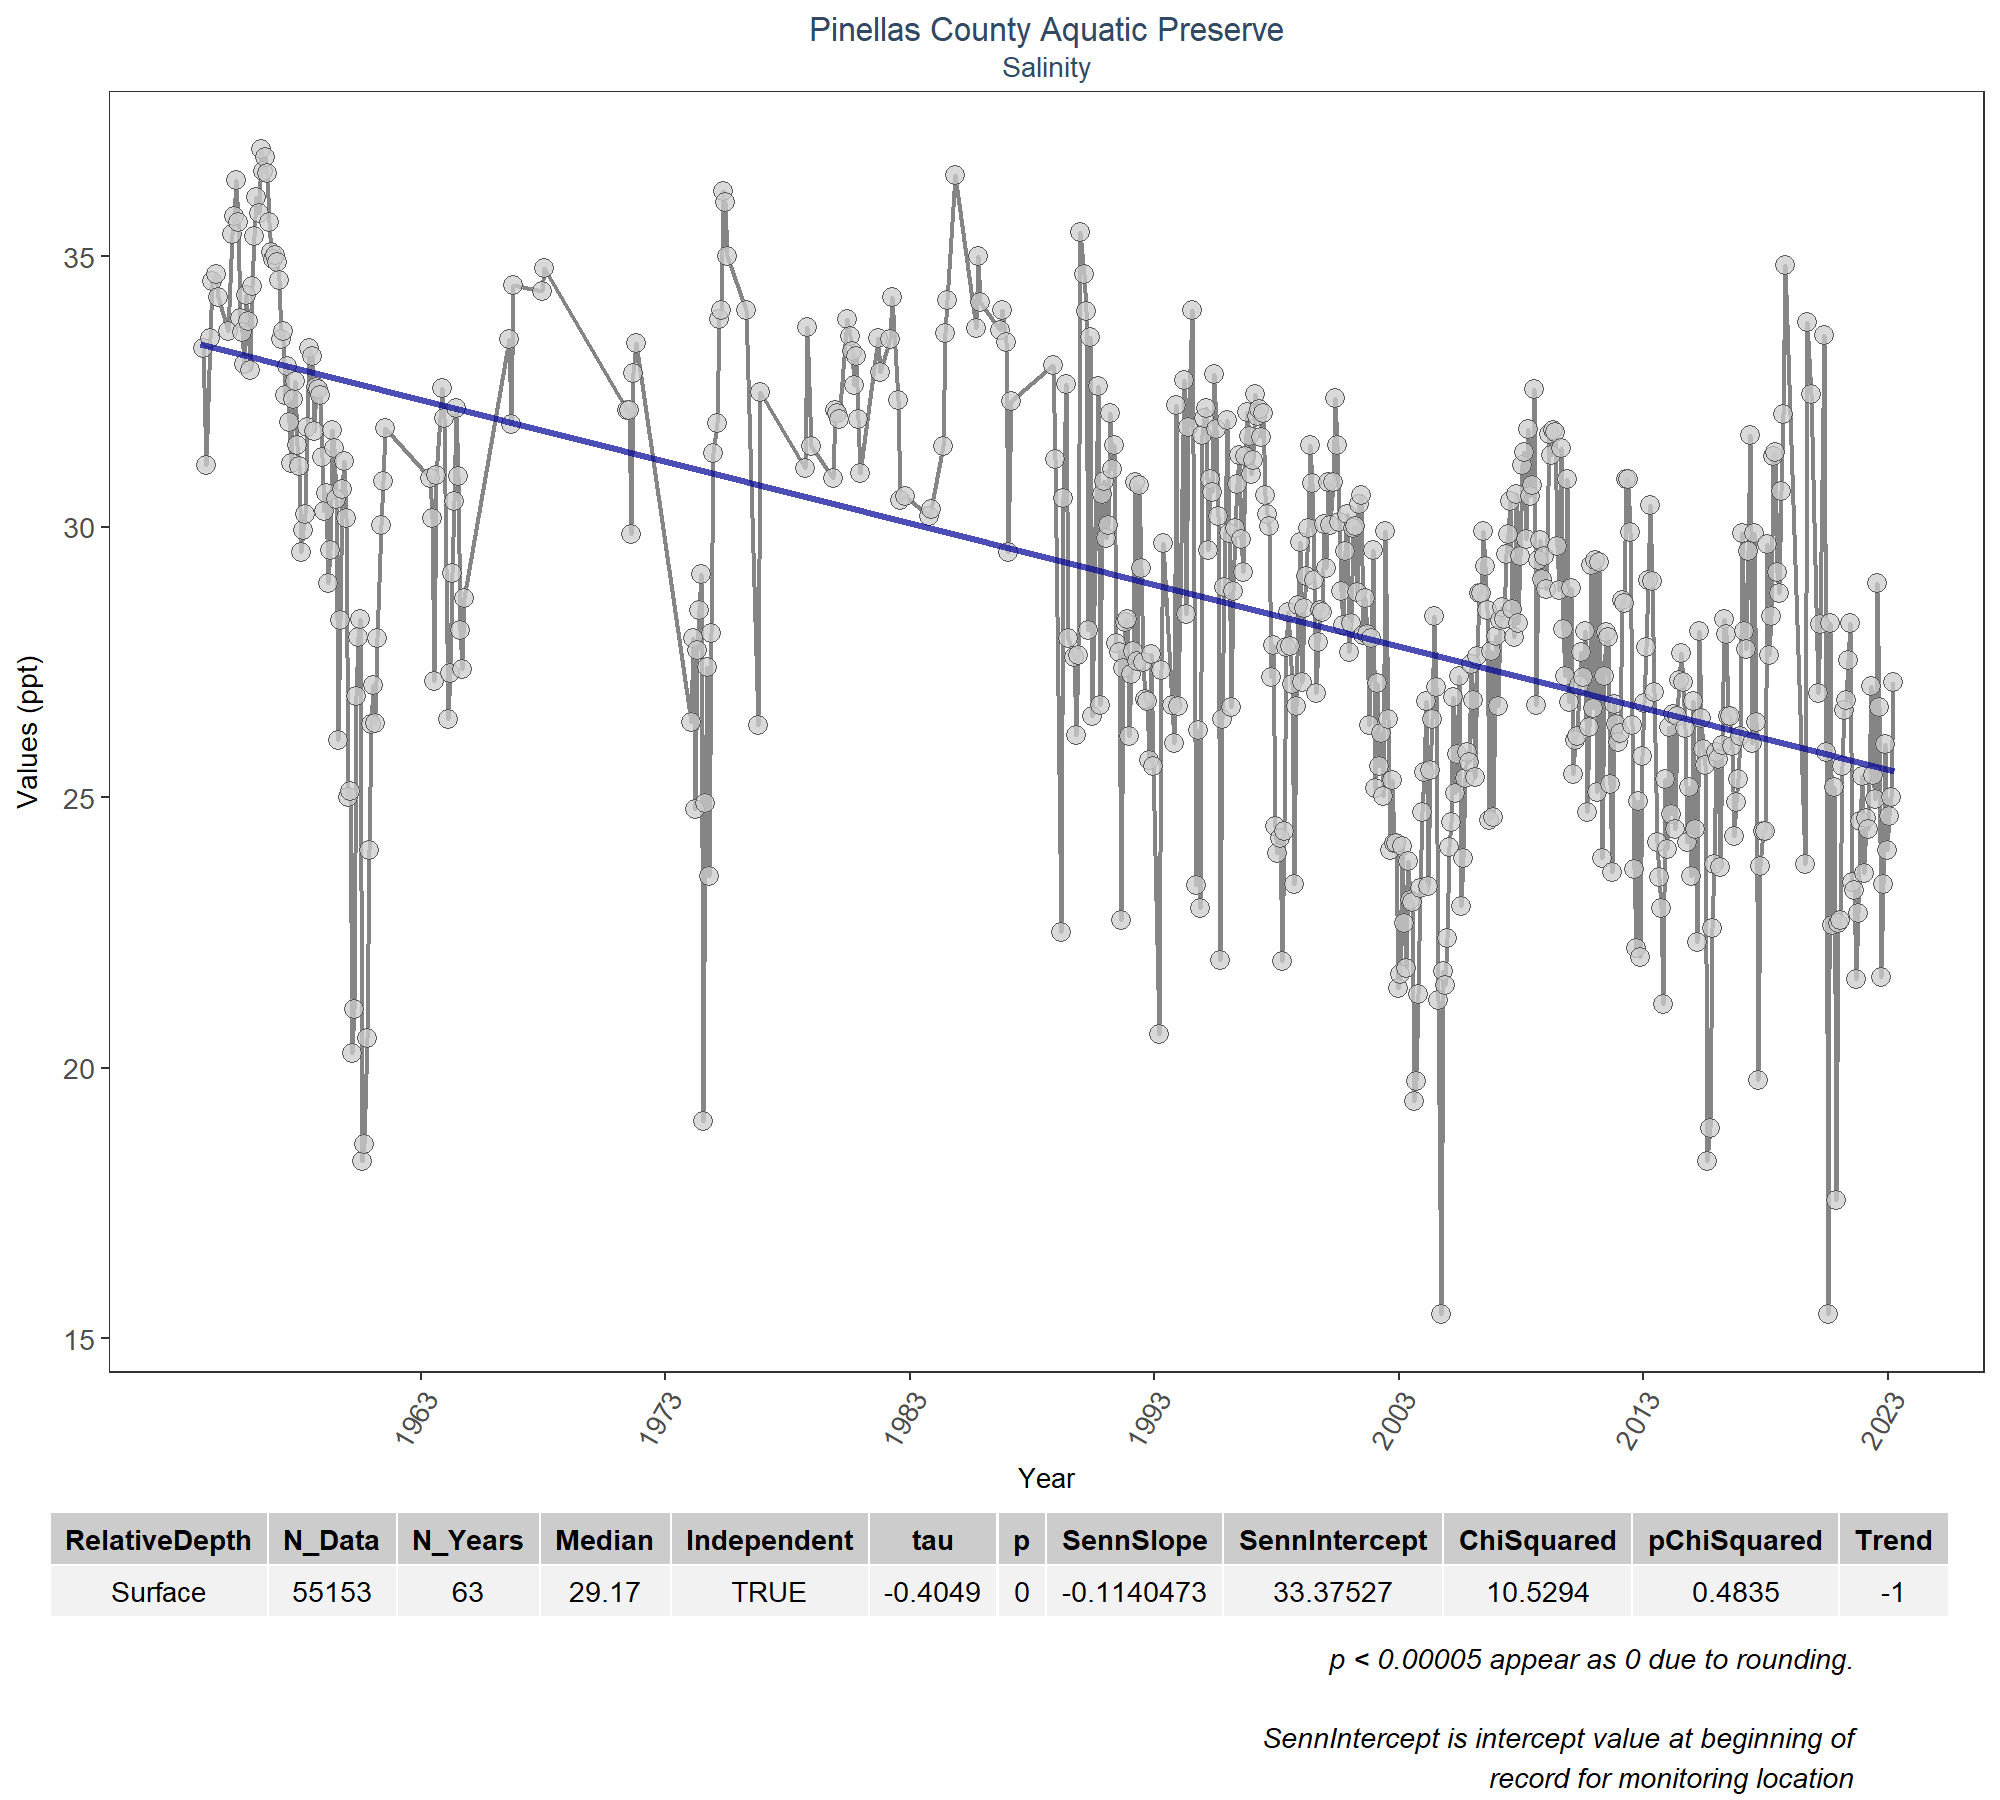 Pinellas County Aquatic Preserve
Salinity
Values (ppt)
35
30
25
20
15
1963 1973 1983 1993 2003 2013 2023
Year
RelativeDepth N_Data N_Years Median Independent tau p SennSlope SennIntercept ChiSquared pChiSquared Trend
Surface 55153 63 29.17 TRUE -0.4049 0 -0.1140473 33.37527 10.5294 0.4835 -1
p < 0.00005 appear as 0 due to rounding.
SennIntercept is intercept value at beginning of
record for monitoring location